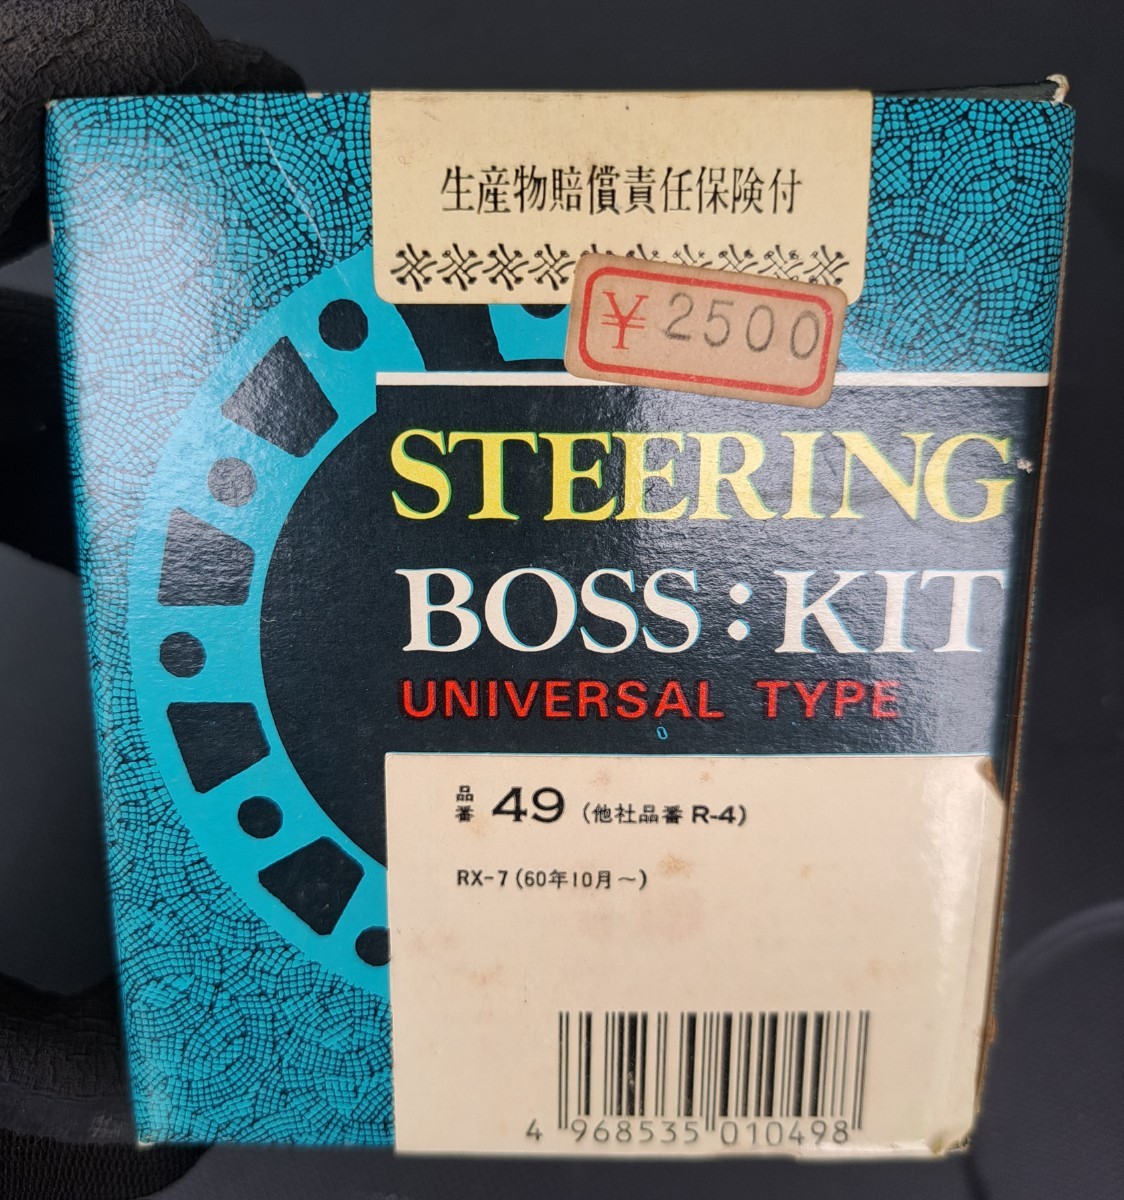 生産物賠償責任保険付
¥2500
STEERING
BOSS:KIT
UNIVERSAL TYPE
品番 49 (他社品番 R-4)
RX-7 (60年10月～)
4 968535 010498